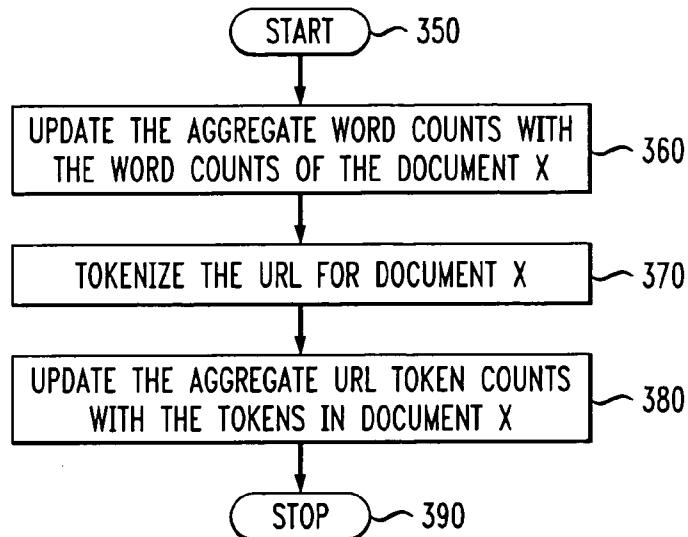 START 350
UPDATE THE AGGREGATE WORD COUNTS WITH
THE WORD COUNTS OF THE DOCUMENT X
360
TOKENIZE THE URL FOR DOCUMENT X 370
UPDATE THE AGGREGATE URL TOKEN COUNTS
WITH THE TOKENS IN DOCUMENT X
380
STOP 390